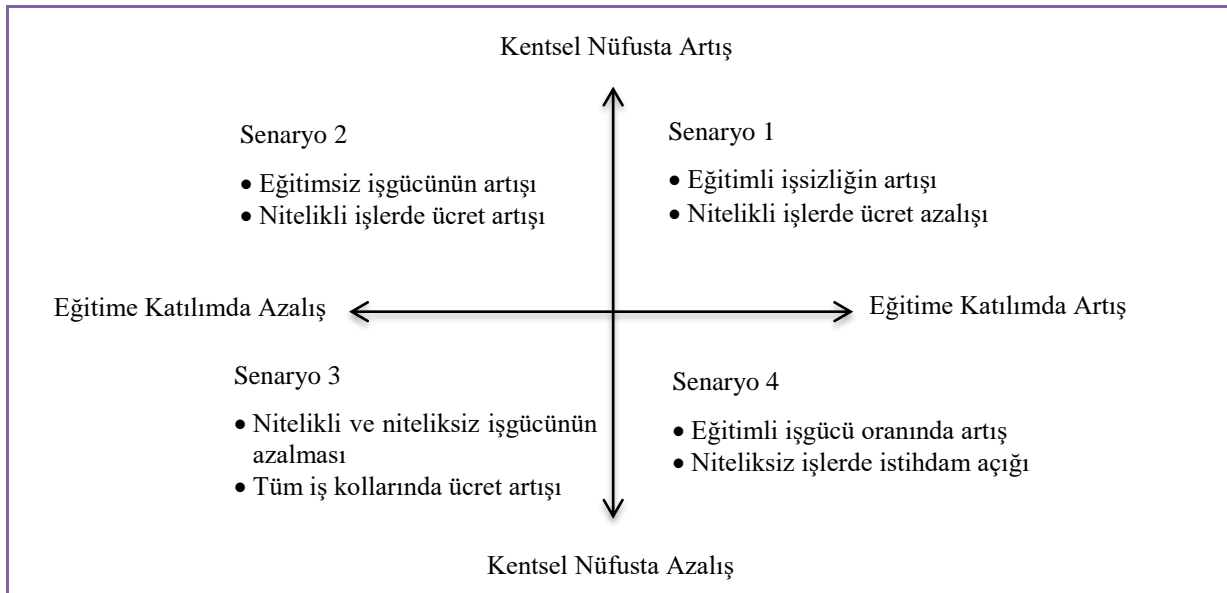 Kentsel Nüfusta Artış
Senaryo 2
• Eğitimsiz işgücünün artışı
• Nitelikli işlerde ücret artışı
Senaryo 1
• Eğitimli işsizliğin artışı
• Nitelikli işlerde ücret azalışı
Eğitime Katılımda Azalış
Eğitime Katılımda Artış
Senaryo 3
• Nitelikli ve niteliksiz işgücünün
azalması
• Tüm iş kollarında ücret artışı
Senaryo 4
• Eğitimli işgücü oranında artış
• Niteliksiz işlerde istihdam açığı
Kentsel Nüfusta Azalış